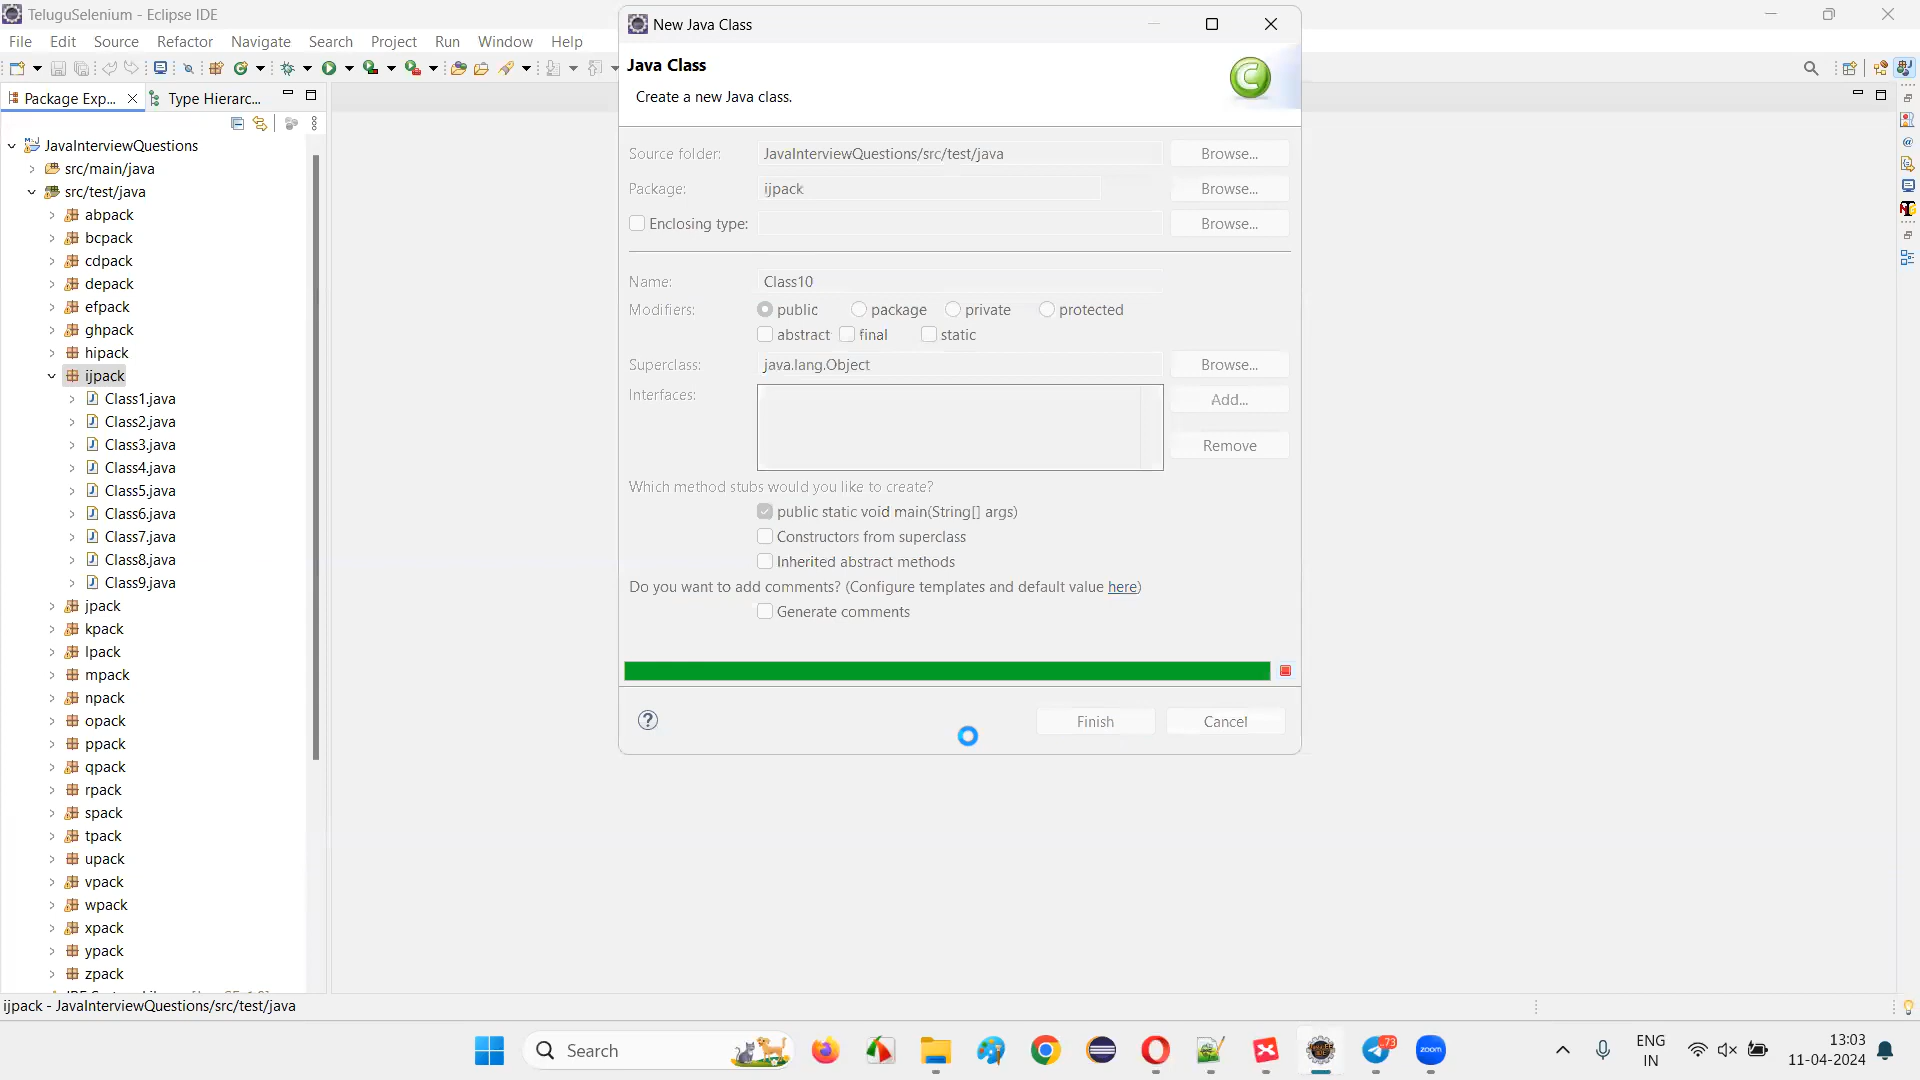 TeluguSelenium - Eclipse IDE
File Edit Source Refactor Navigate Search Project Run Window Help
Package Exp... Type Hierarc...
JavaInterviewQuestions
src/main/java
src/test/java
abpack
bcpack
cdpack
depack
efpack
ghpack
hipack
ijpack
Class1.java
Class2.java
Class3.java
Class4.java
Class5.java
Class6.java
Class7.java
Class8.java
Class9.java
jpack
kpack
lpack
mpack
npack
opack
ppack
qpack
rpack
spack
tpack
upack
vpack
wpack
xpack
ypack
zpack
New Java Class
Java Class
Create a new Java class.
Source folder: JavaInterviewQuestions/src/test/java Browse...
Package: ijpack Browse...
Enclosing type: Browse...
Name: Class10
Modifiers: public package private protected
abstract final static
Superclass: java.lang.Object Browse...
Interfaces: Add...
Remove
Which method stubs would you like to create?
public static void main(String[] args)
Constructors from superclass
Inherited abstract methods
Do you want to add comments? (Configure templates and default value here)
Generate comments
Finish Cancel
ijpack - JavaInterviewQuestions/src/test/java
Search
73
zoom
ENG
IN
13:03
11-04-2024